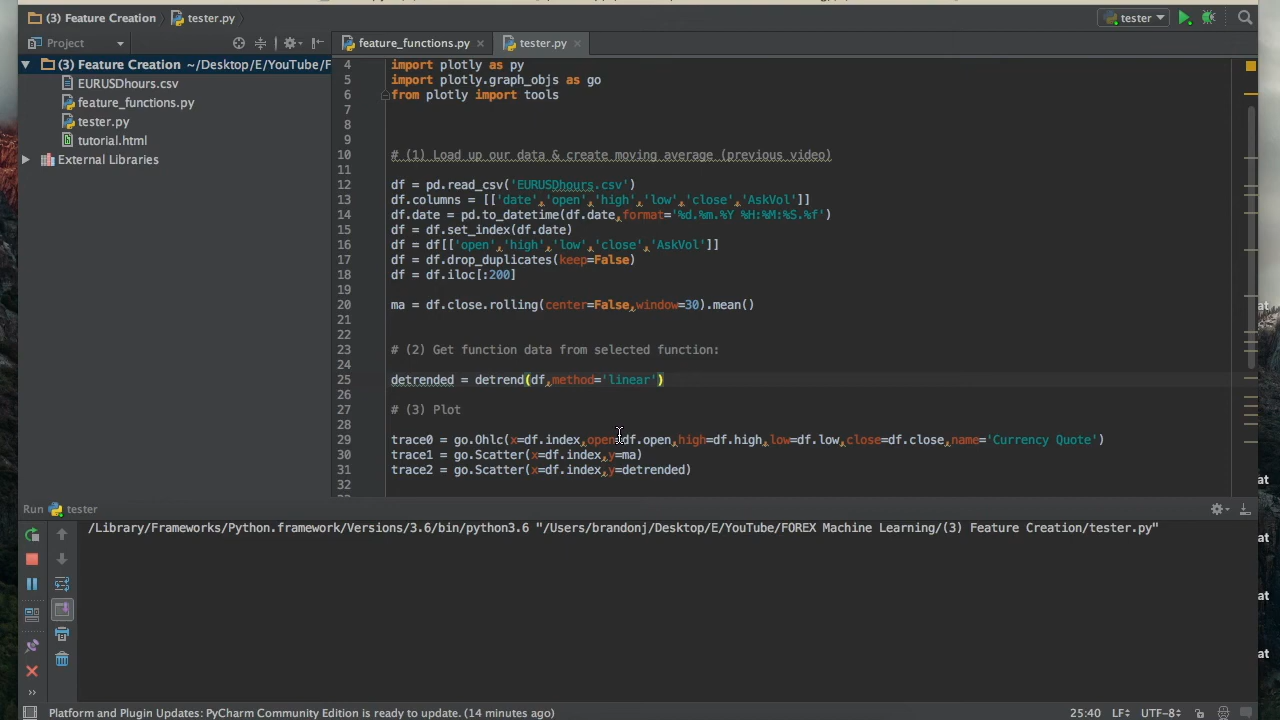 (3) Feature Creation
tester.py
tester
Project
feature_functions.py
tester.py
(3) Feature Creation ~/Desktop/E/YouTube/F
EURUSDhours.csv
feature_functions.py
tester.py
tutorial.html
External Libraries
4 import plotly as py
5 import plotly.graph_objs as go
6 from plotly import tools
7
8
9
10 # (1) Load up our data & create moving average (previous video)
11
12 df = pd.read_csv('EURUSDhours.csv')
13 df.columns = [['date','open','high','low','close','AskVol']]
14 df.date = pd.to_datetime(df.date,format='%d.%m.%Y %H:%M:%S.%f')
15 df = df.set_index(df.date)
16 df = df[['open','high','low','close','AskVol']]
17 df = df.drop_duplicates(keep=False)
18 df = df.iloc[:200]
19
20 ma = df.close.rolling(center=False,window=30).mean()
21
22
23 # (2) Get function data from selected function:
24
25 detrended = detrend(df,method='linear')
26
27 # (3) Plot
28
29 trace0 = go.Ohlc(x=df.index,open=df.open,high=df.high,low=df.low,close=df.close,name='Currency Quote')
30 trace1 = go.Scatter(x=df.index,y=ma)
31 trace2 = go.Scatter(x=df.index,y=detrended)
32
Run tester
/Library/Frameworks/Python.framework/Versions/3.6/bin/python3.6 "/Users/brandonj/Desktop/E/YouTube/FOREX Machine Learning/(3) Feature Creation/tester.py"
Platform and Plugin Updates: PyCharm Community Edition is ready to update. (14 minutes ago)
25:40 LF÷ UTF-8÷
at
at
at
at
at